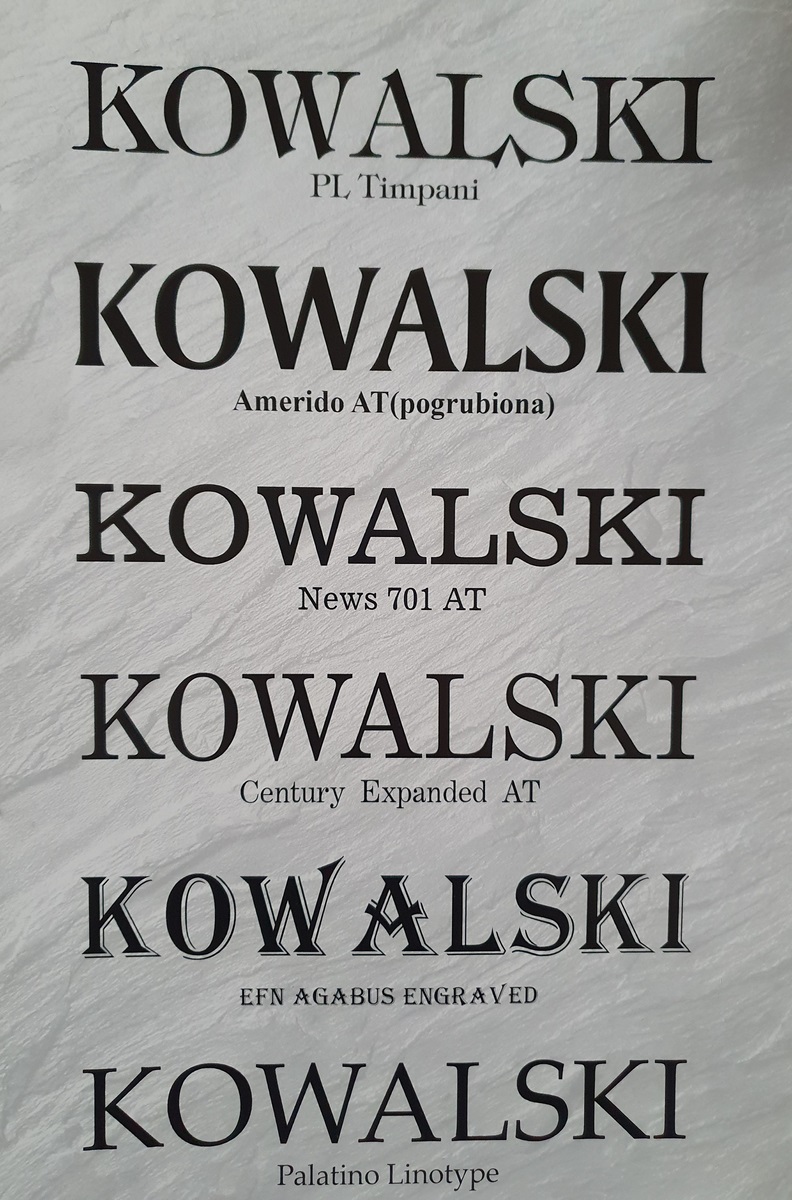 KOWALSKI
PL Timpani
KOWALSKI
Amerido AT(pogrubiona)
KOWALSKI
News 701 AT
KOWALSKI
Century Expanded AT
KOWALSKI
EFN AGABUS ENGRAVED
KOWALSKI
Palatino Linotype